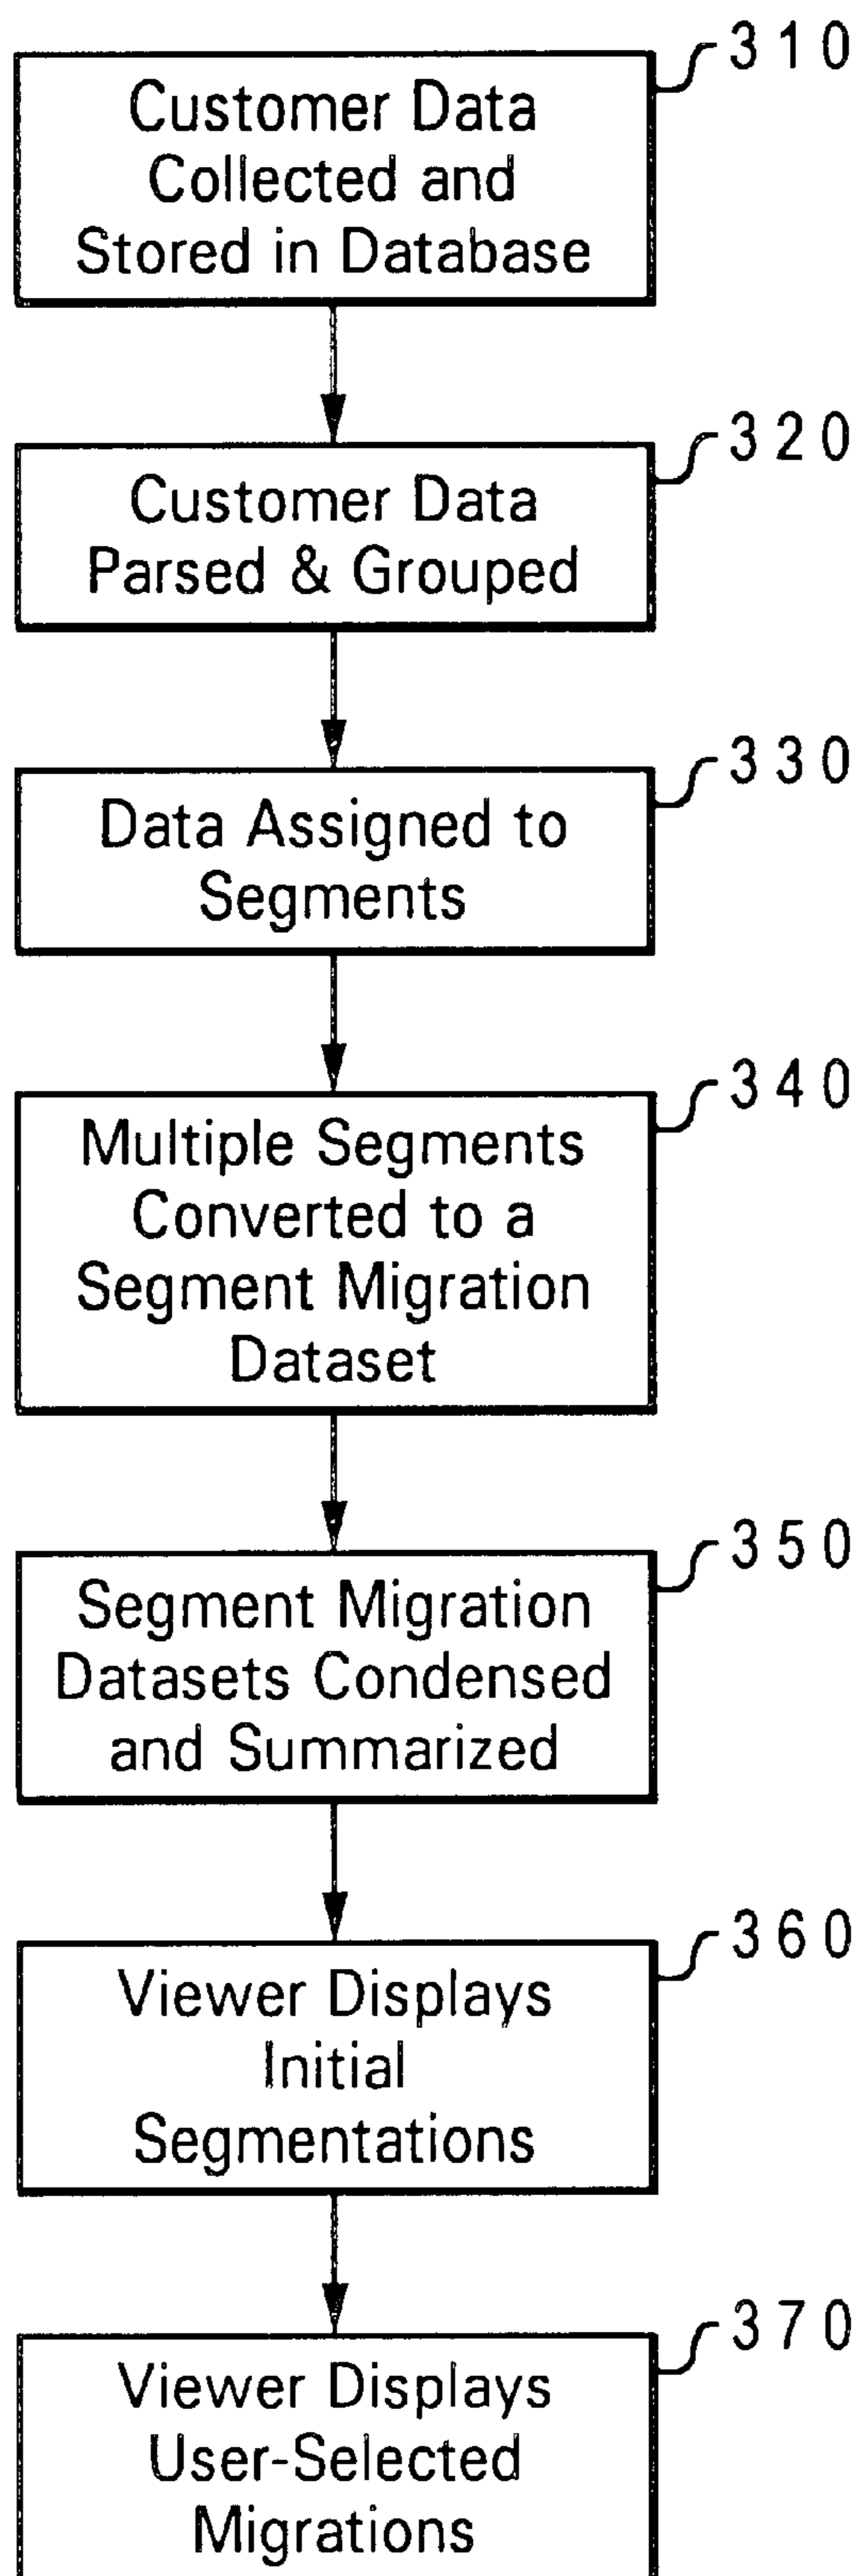 310
Customer Data
Collected and
Stored in Database
320
Customer Data
Parsed & Grouped
330
Data Assigned to
Segments
340
Multiple Segments
Converted to a
Segment Migration
Dataset
350
Segment Migration
Datasets Condensed
and Summarized
360
Viewer Displays
Initial
Segmentations
370
Viewer Displays
User-Selected
Migrations